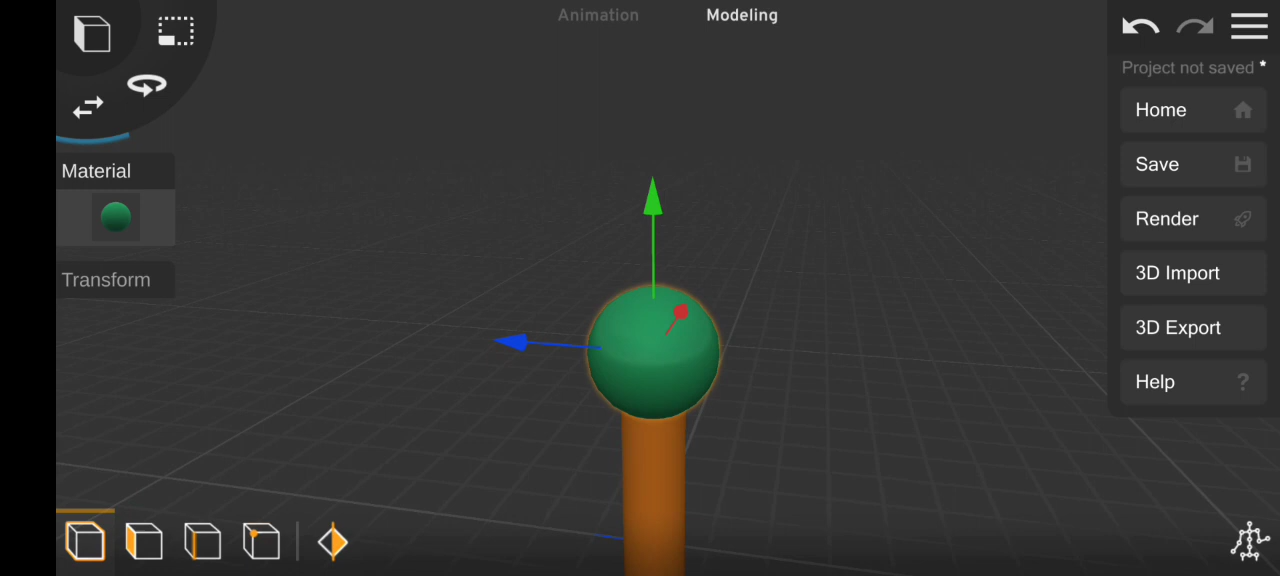 Animation
Modeling
Project not saved *
Home
Save
Render
3D Import
3D Export
Help
?
Material
Transform